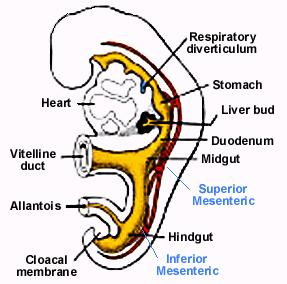 Respiratory
diverticulum
Stomach
Heart
Liver bud
Duodenum
Vitelline
duct
Midgut
Superior
Mesenteric
Allantois
Hindgut
Cloacal
membrane
Inferior
Mesenteric